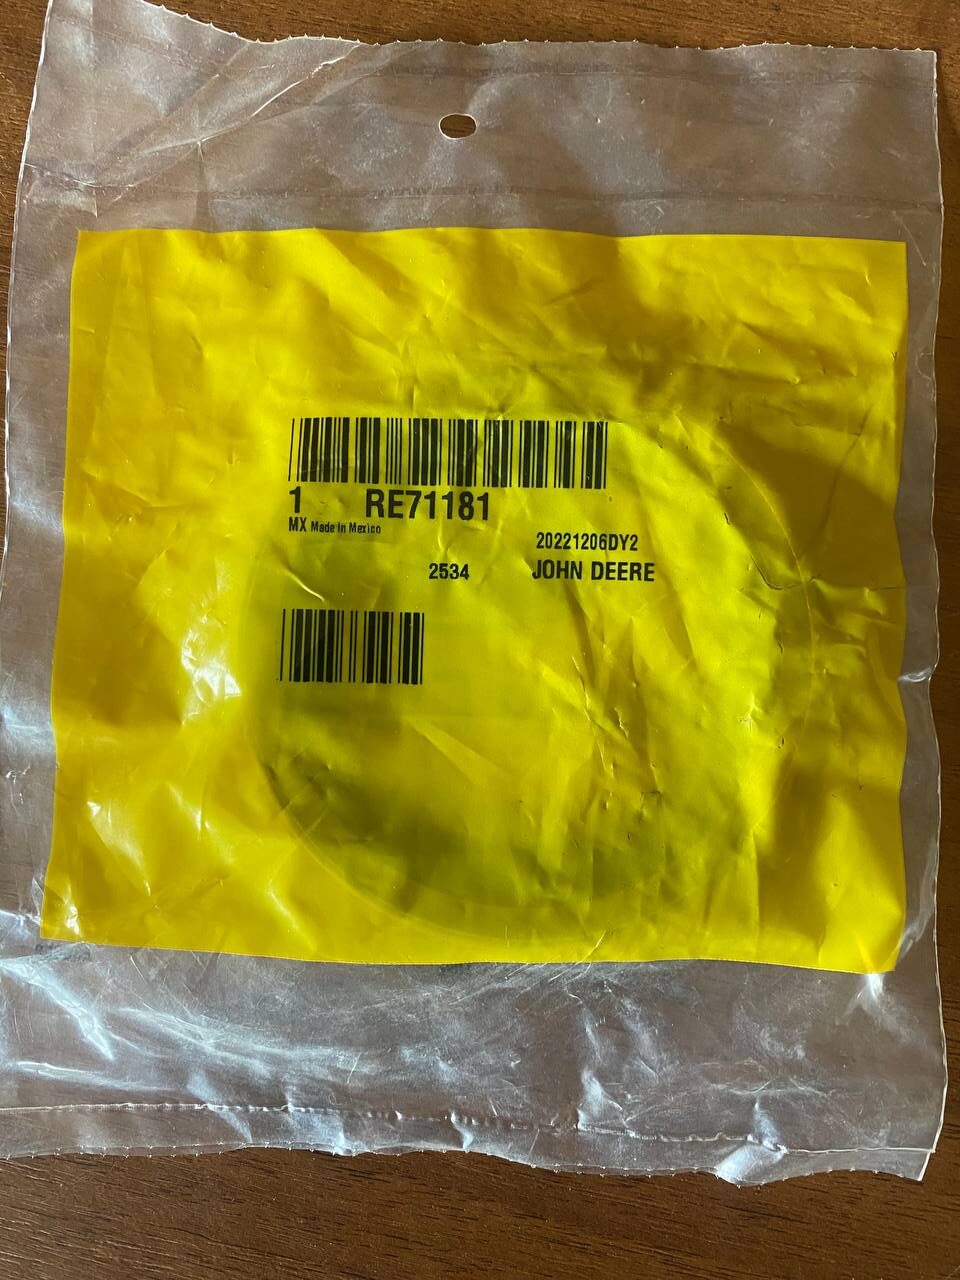 1 RE71181
MX Made In Mexico
20221206DY2
2534 JOHN DEERE